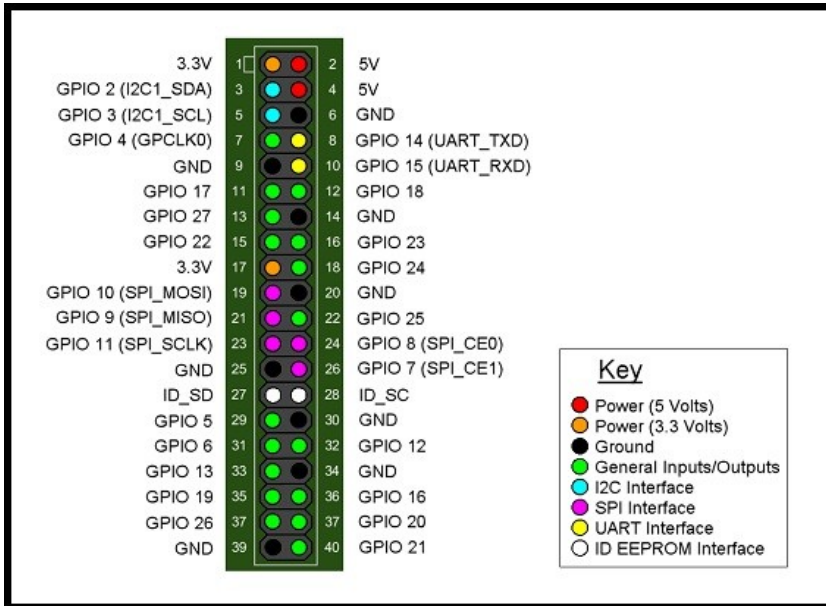 3.3V 1 2 5V
GPIO 2 (I2C1_SDA) 3 4 5V
GPIO 3 (I2C1_SCL) 5 6 GND
GPIO 4 (GPCLK0) 7 8 GPIO 14 (UART_TXD)
GND 9 10 GPIO 15 (UART_RXD)
GPIO 17 11 12 GPIO 18
GPIO 27 13 14 GND
GPIO 22 15 16 GPIO 23
3.3V 17 18 GPIO 24
GPIO 10 (SPI_MOSI) 19 20 GND
GPIO 9 (SPI_MISO) 21 22 GPIO 25
GPIO 11 (SPI_SCLK) 23 24 GPIO 8 (SPI_CE0)
GND 25 26 GPIO 7 (SPI_CE1)
ID_SD 27 28 ID_SC
GPIO 5 29 30 GND
GPIO 6 31 32 GPIO 12
GPIO 13 33 34 GND
GPIO 19 35 36 GPIO 16
GPIO 26 37 37 GPIO 20
GND 39 40 GPIO 21
Key
Power (5 Volts)
Power (3.3 Volts)
Ground
General Inputs/Outputs
I2C Interface
SPI Interface
UART Interface
ID EEPROM Interface